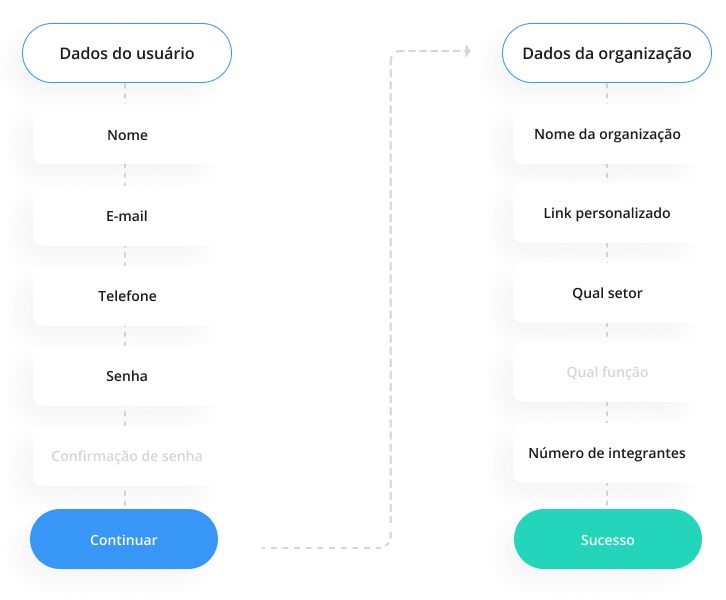 Dados do usuário
Nome
E-mail
Telefone
Senha
Confirmação de senha
Continuar
Dados da organização
Nome da organização
Link personalizado
Qual setor
Qual função
Número de integrantes
Sucesso